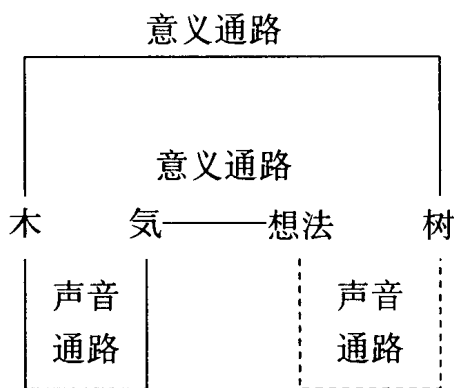 意义通路
意义通路
木 気 想法 树
声音 声音
通路 通路